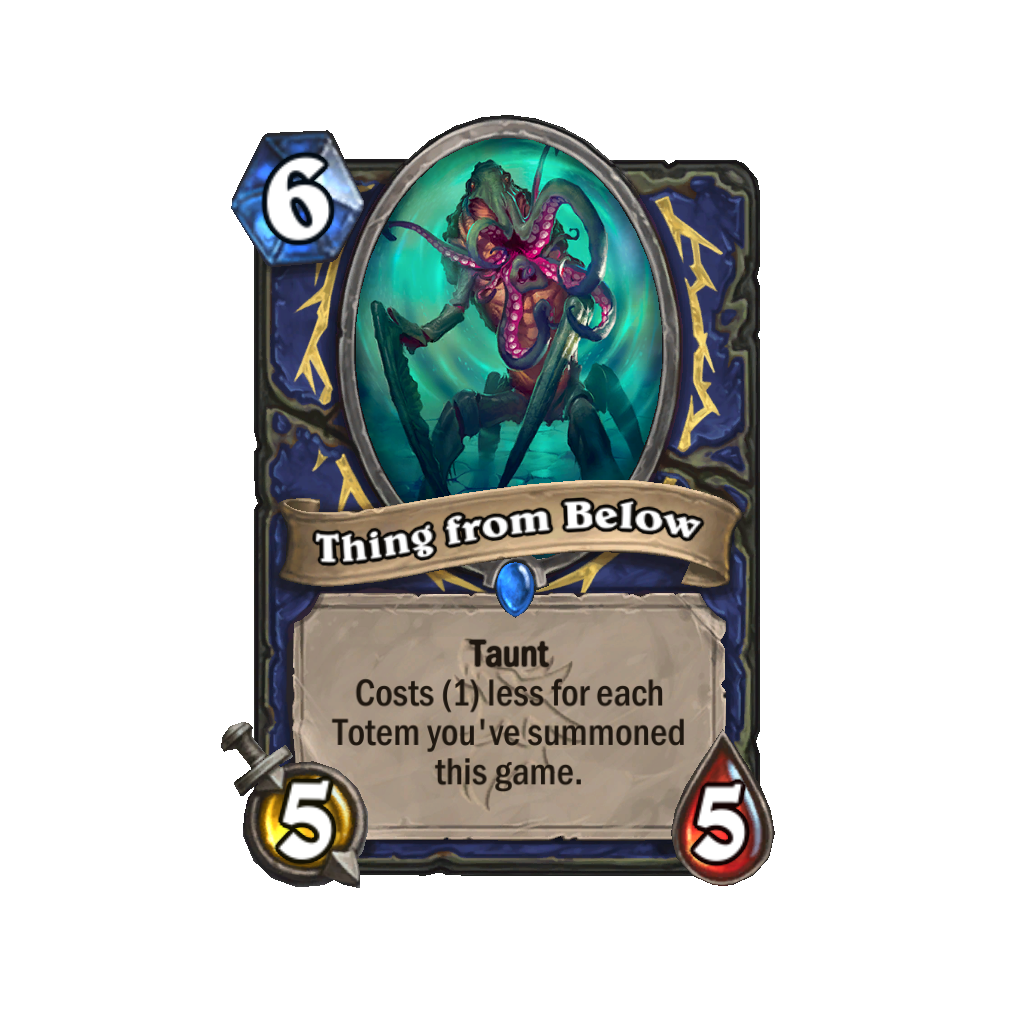 6
Thing from Below
Taunt
Costs (1) less for each
Totem you've summoned
this game.
5
5